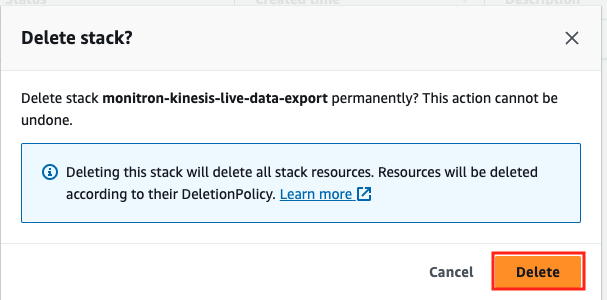 Status Created time Description
Delete stack?
Delete stack monitron-kinesis-live-data-export permanently? This action cannot be
undone.
Deleting this stack will delete all stack resources. Resources will be deleted
according to their DeletionPolicy. Learn more
Cancel Delete